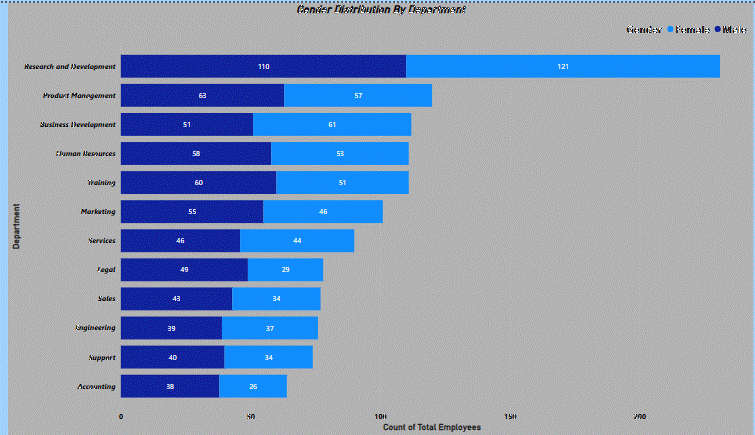 Gender Distribution By Department
Gender Female Male
Research and Development 110 121
Product Management 63 57
Business Development 51 61
Human Resources 58 53
Training 60 51
Marketing 55 46
Services 46 44
Legal 49 29
Sales 43 34
Engineering 39 37
Support 40 34
Accounting 38 26
Department
0 50 100 150 200
Count of Total Employees